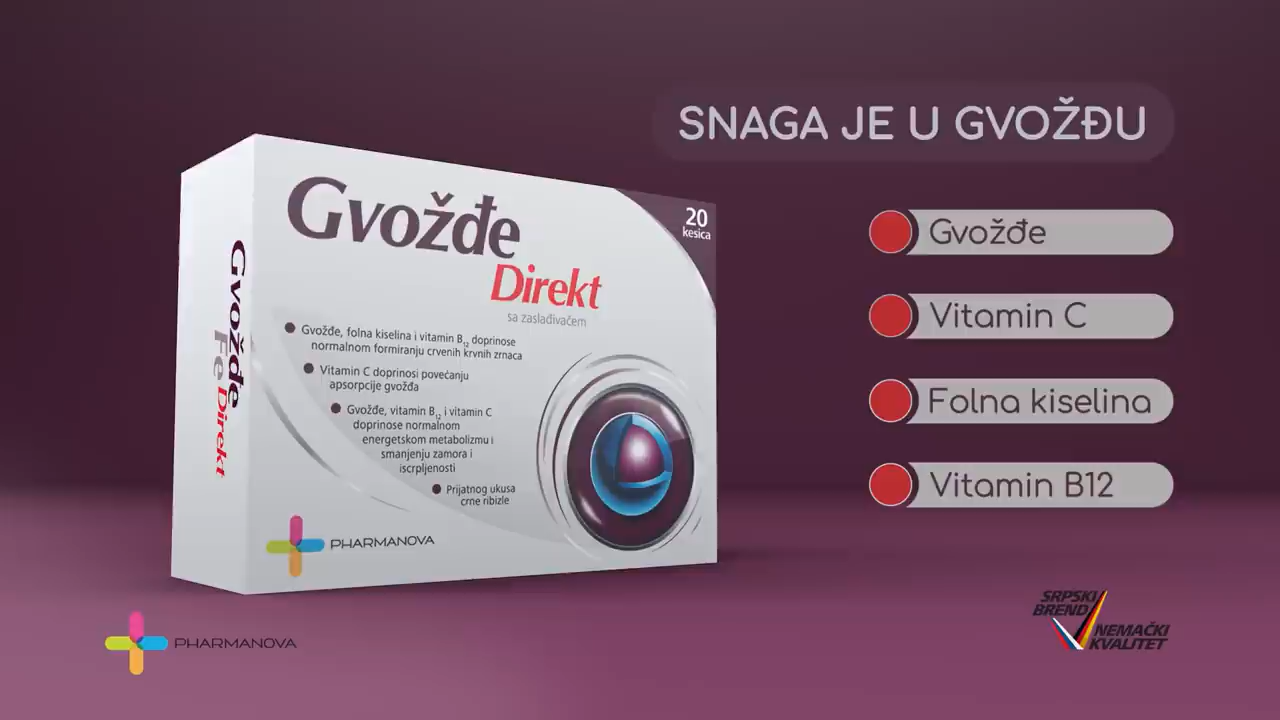 SNAGA JE U GVOŽĐU
Gvožđe
Direkt
sa zaslađivačem
20
kesica
Gvožđe, folna kiselina i vitamin B12 doprinose
normalnom formiranju crvenih krvnih zrnaca
Vitamin C doprinosi povećanju
apsorpcije gvožđa
Gvožđe, vitamin B12 i vitamin C
doprinose normalnom
energetskom metabolizmu i
smanjenju zamora i
iscrpljenosti
Prijatnog ukusa
crne ribizle
PHARMANOVA
Gvožđe
Fe Direkt
Gvožđe
Vitamin C
Folna kiselina
Vitamin B12
PHARMANOVA
SRPSKI
BREND
NEMAČKI
KVALITET